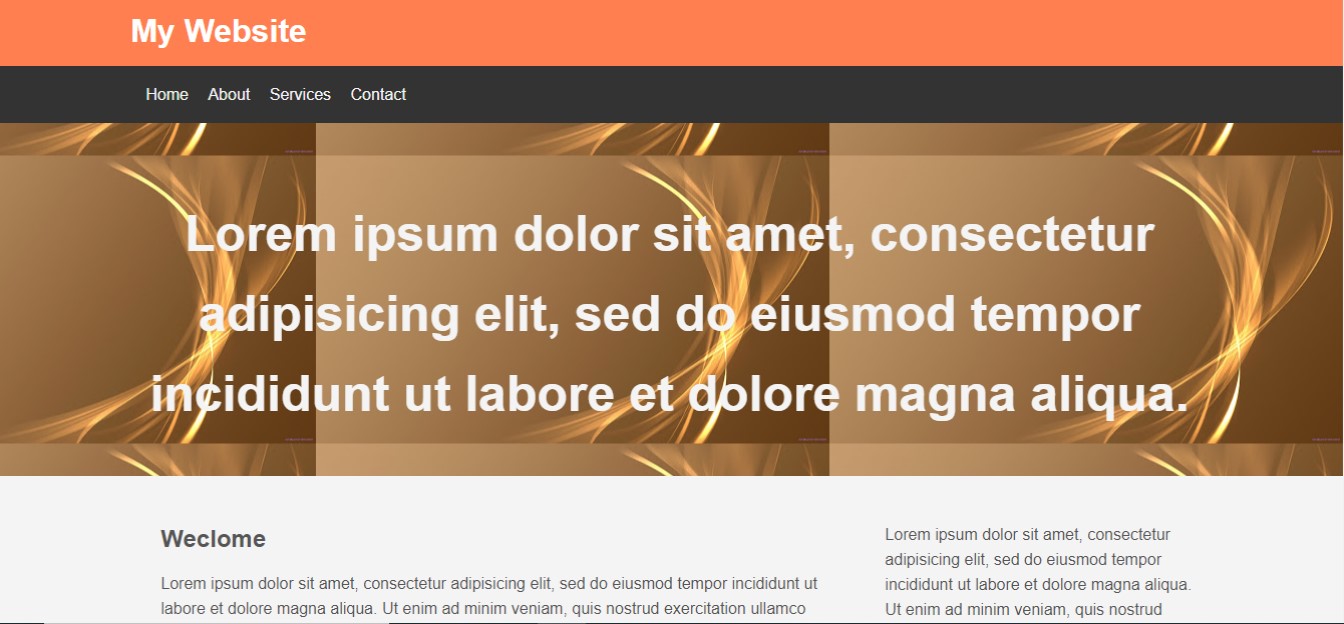 My Website
Home About Services Contact
Lorem ipsum dolor sit amet, consectetur
adipisicing elit, sed do eiusmod tempor
incididunt ut labore et dolore magna aliqua.
Weclome
Lorem ipsum dolor sit amet, consectetur adipisicing elit, sed do eiusmod tempor incididunt ut
labore et dolore magna aliqua. Ut enim ad minim veniam, quis nostrud exercitation ullamco
Lorem ipsum dolor sit amet, consectetur
adipisicing elit, sed do eiusmod tempor
incididunt ut labore et dolore magna aliqua.
Ut enim ad minim veniam, quis nostrud